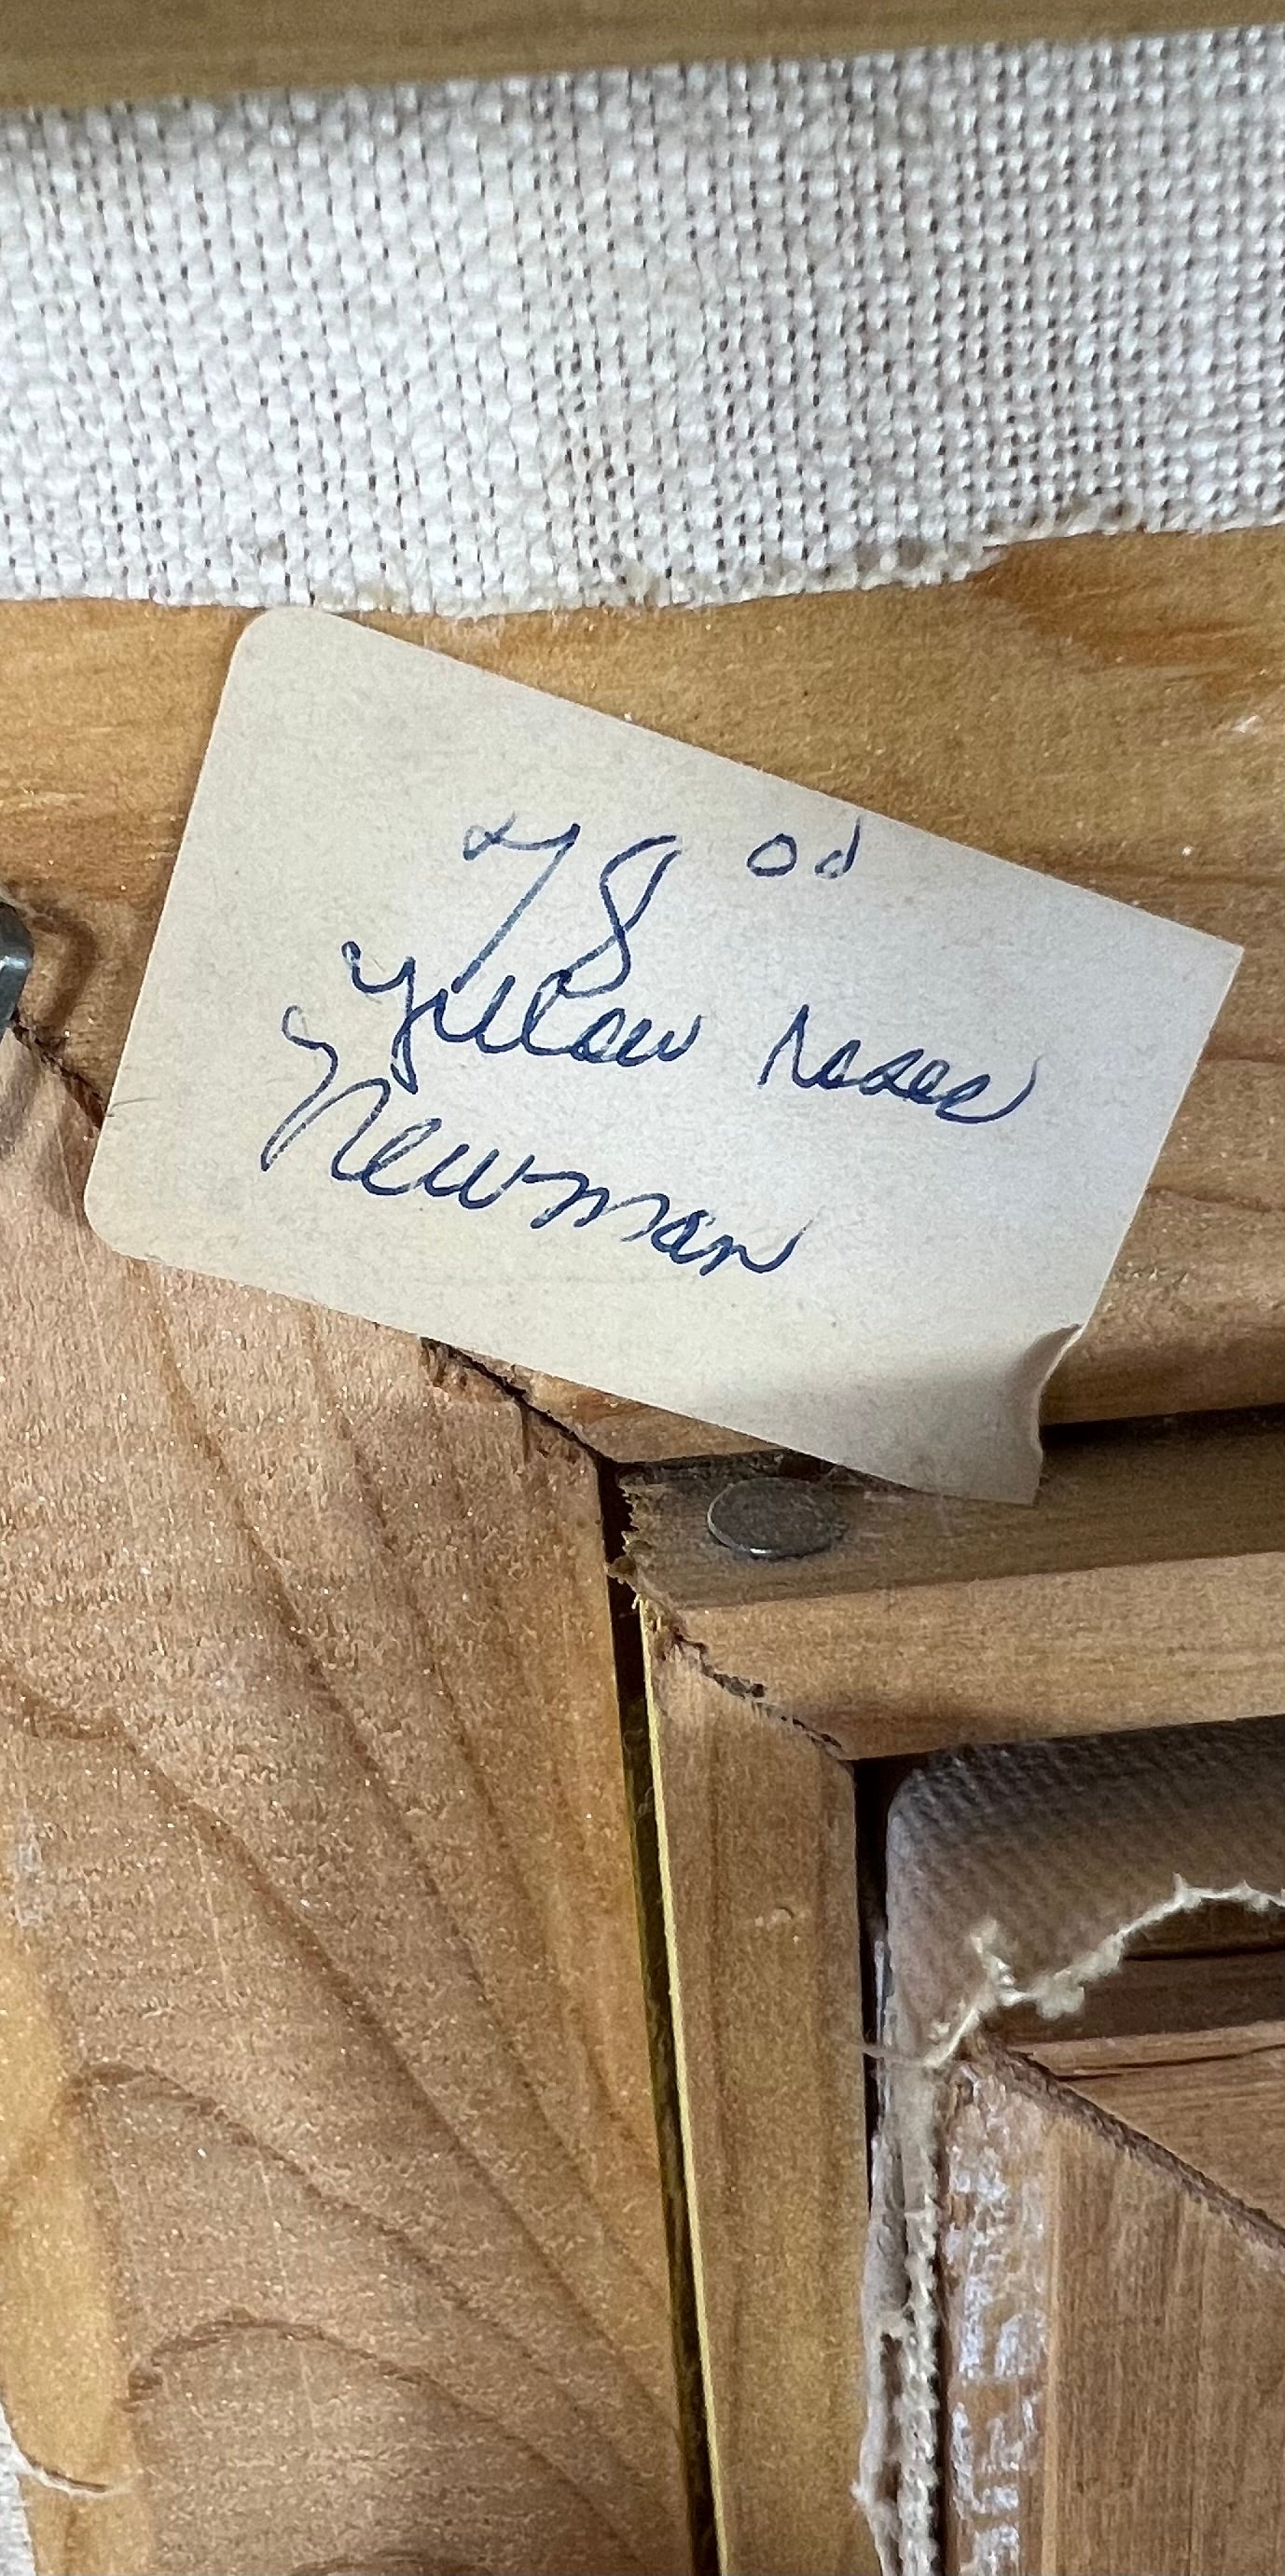 78 od
Yellow roses
Newman